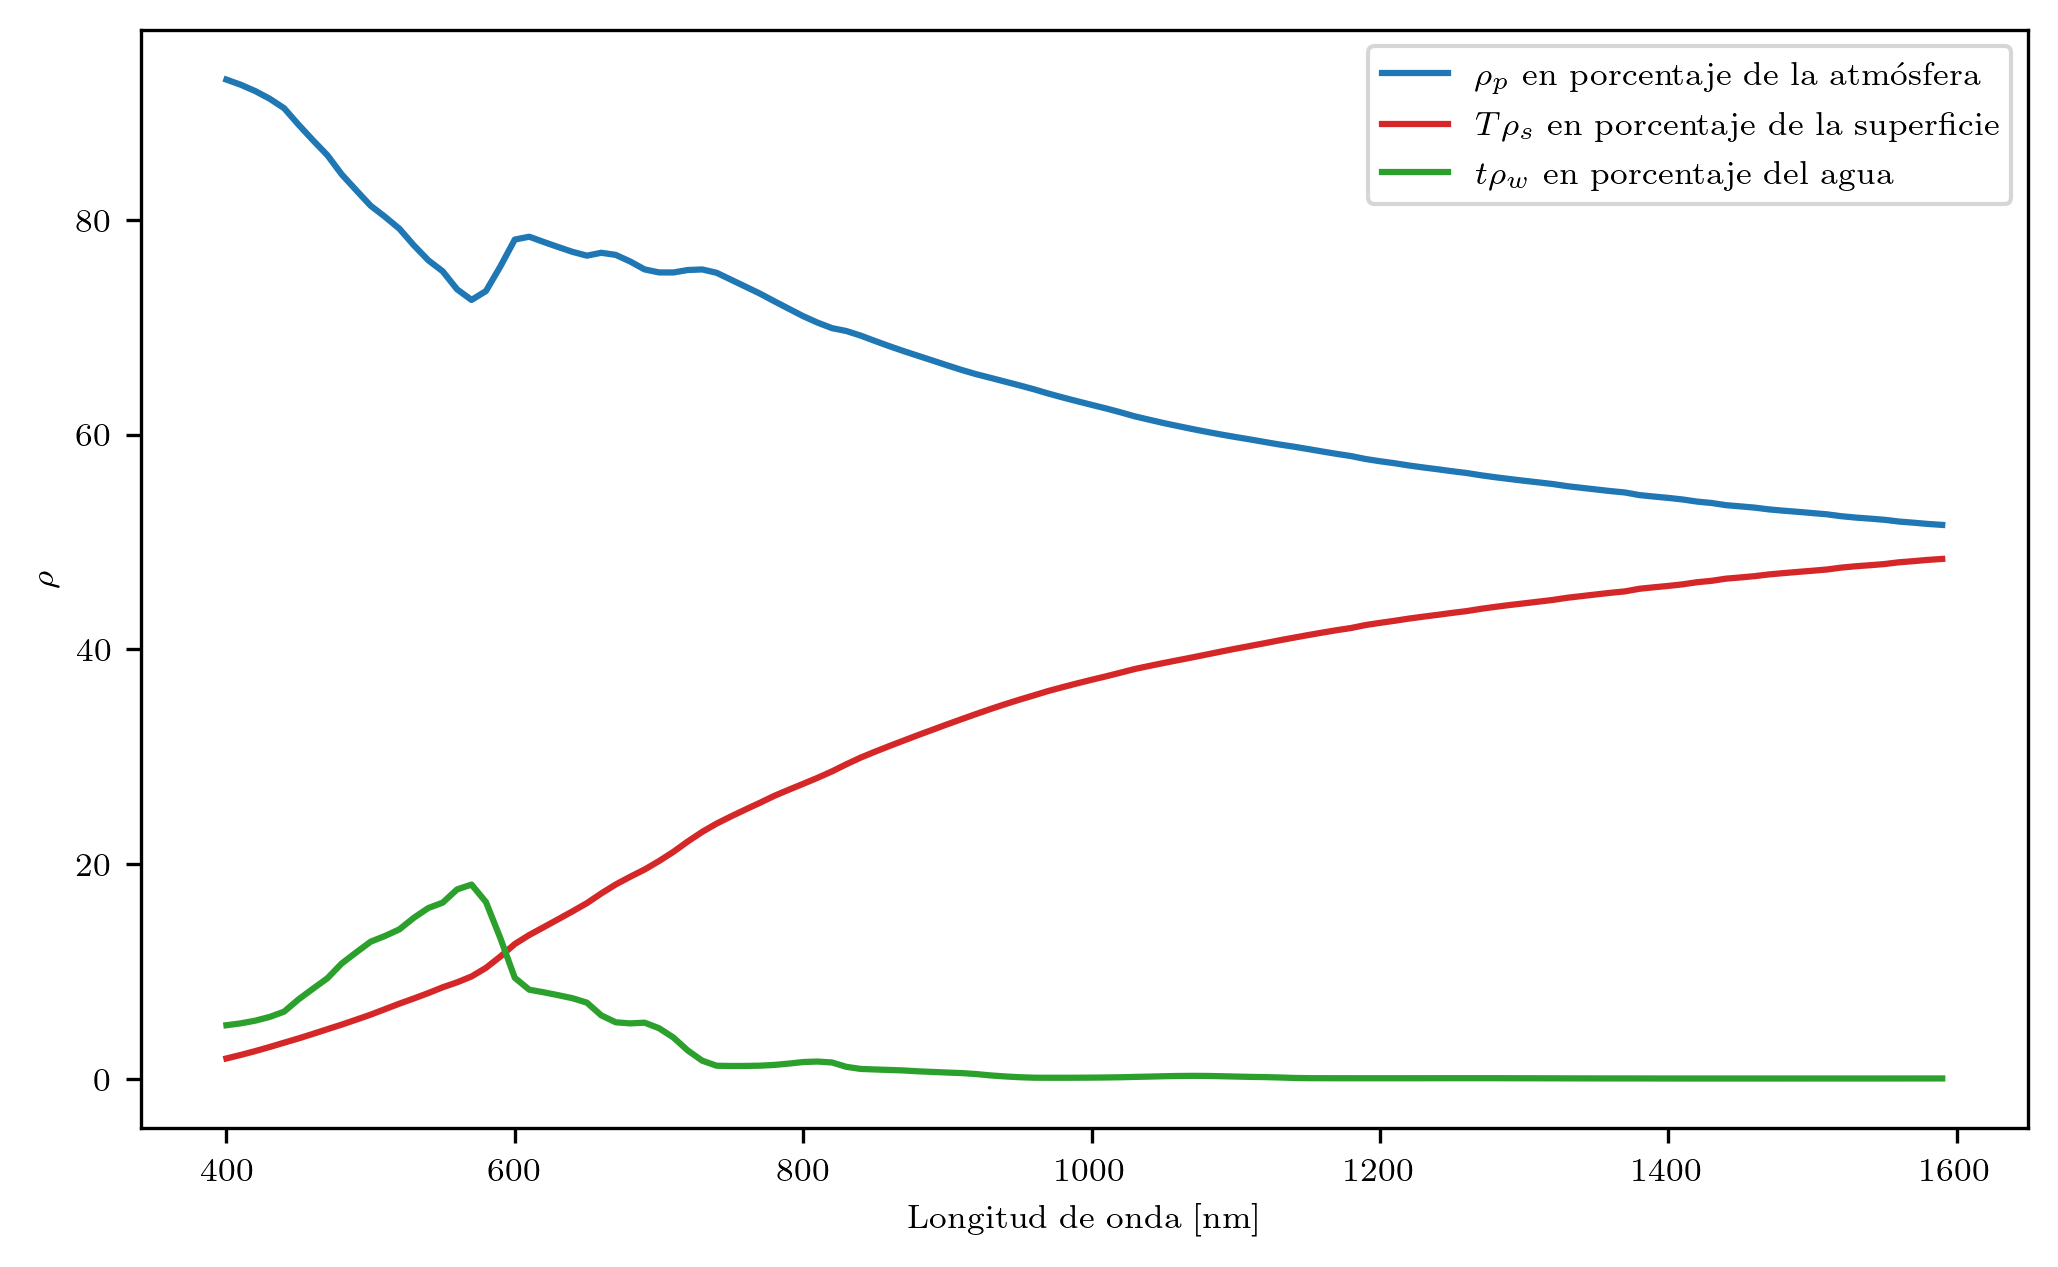 ρₚ en porcentaje de la atmósfera
Tρₛ en porcentaje de la superficie
tρ_w en porcentaje del agua
80
60
40
20
0
ρ
400 600 800 1000 1200 1400 1600
Longitud de onda [nm]